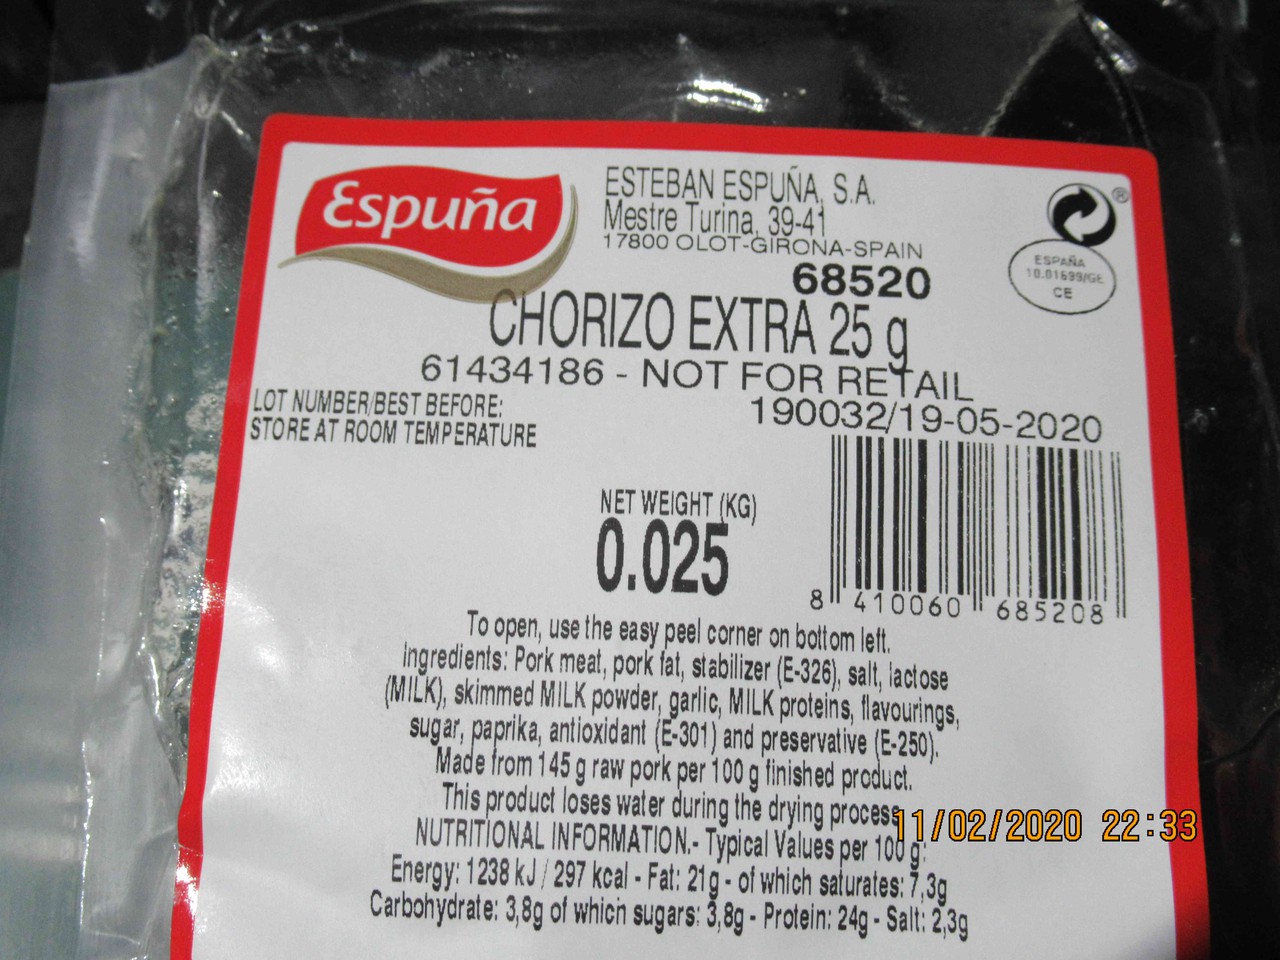 Espuña
ESTEBAN ESPUÑA, S.A.
Mestre Turina, 39-41
17800 OLOT-GIRONA-SPAIN
®
ESPAÑA
10.01699/GE
CE
68520
CHORIZO EXTRA 25 g
61434186 - NOT FOR RETAIL
LOT NUMBER/BEST BEFORE:
190032/19-05-2020
STORE AT ROOM TEMPERATURE
NET WEIGHT (KG)
0.025
8 410060 685208
To open, use the easy peel corner on bottom left.
Ingredients: Pork meat, pork fat, stabilizer (E-326), salt, lactose
(MILK), skimmed MILK powder, garlic, MILK proteins, flavourings,
sugar, paprika, antioxidant (E-301) and preservative (E-250).
Made from 145 g raw pork per 100 g finished product.
This product loses water during the drying process
11/02/2020 22:33
NUTRITIONAL INFORMATION.- Typical Values per 100 g:
Energy: 1238 kJ / 297 kcal - Fat: 21g - of which saturates: 7,3g
Carbohydrate: 3,8g of which sugars: 3,8g - Protein: 24g - Salt: 2,3g